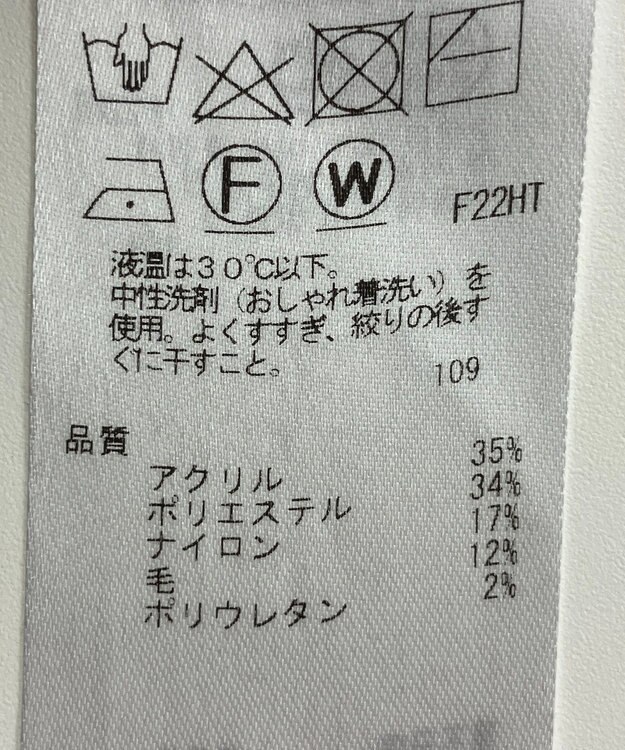 F W F22HT
液温は30℃以下。
中性洗剤（おしゃれ着洗い）を
使用。よくすすぎ、絞りの後す
ぐに干すこと。
109
品質
アクリル 35%
ポリエステル 34%
ナイロン 17%
毛 12%
ポリウレタン 2%